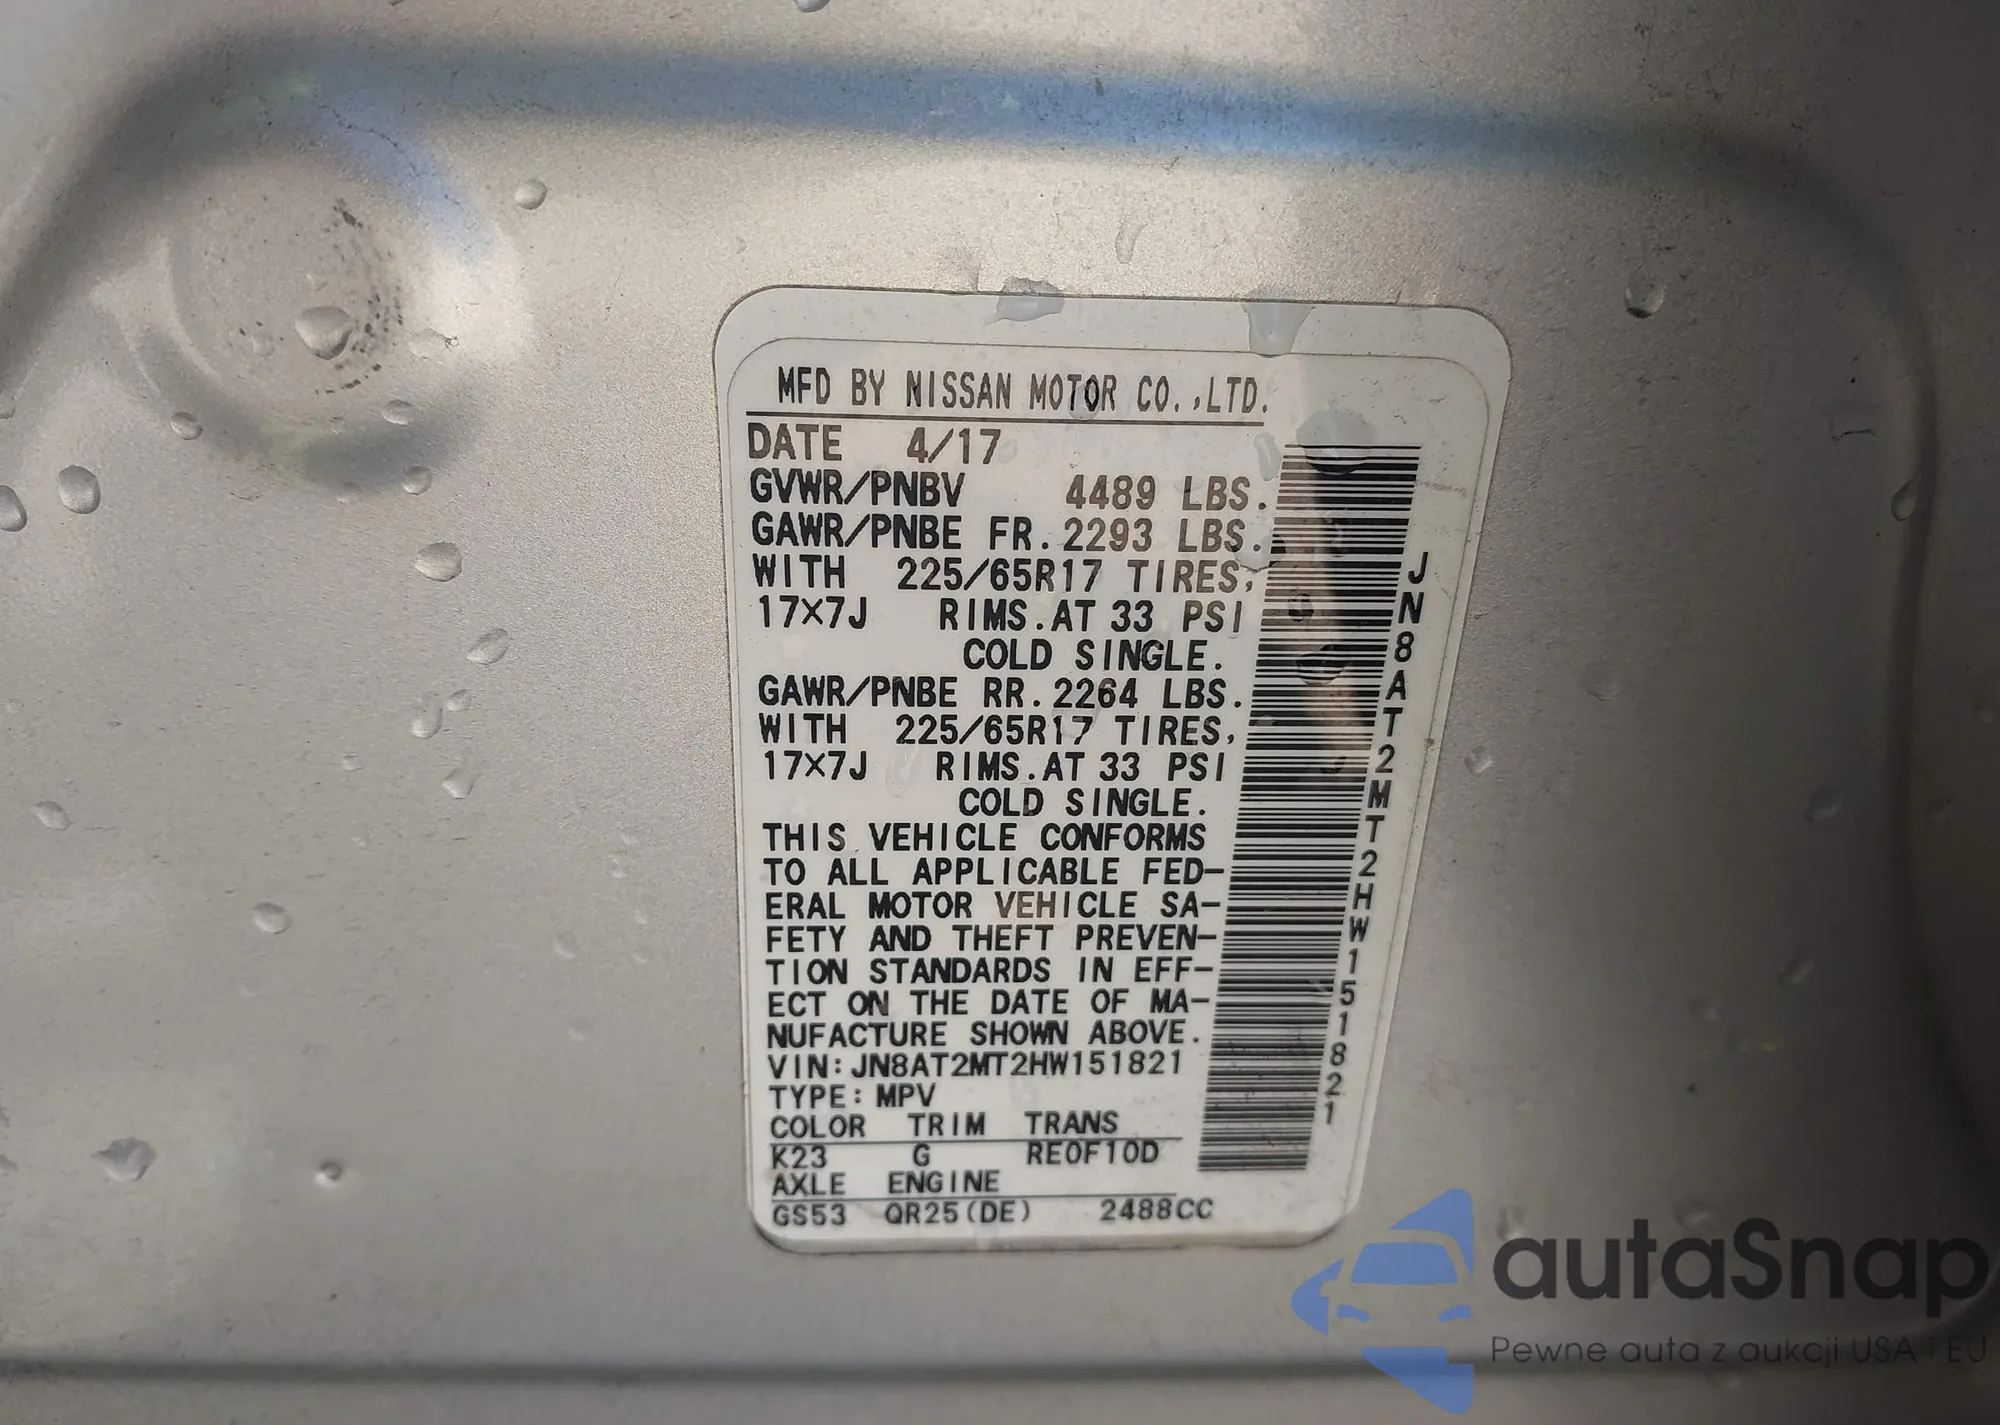 MFD BY NISSAN MOTOR CO.,LTD.
DATE 4/17
GVWR/PNBV 4489 LBS.
GAWR/PNBE FR. 2293 LBS.
WITH 225/65R17 TIRES,
17X7J RIMS.AT 33 PSI
COLD SINGLE.
GAWR/PNBE RR. 2264 LBS.
WITH 225/65R17 TIRES,
17X7J RIMS.AT 33 PSI
COLD SINGLE.
THIS VEHICLE CONFORMS
TO ALL APPLICABLE FED-
ERAL MOTOR VEHICLE SA-
FETY AND THEFT PREVEN-
TION STANDARDS IN EFF-
ECT ON THE DATE OF MA-
NUFACTURE SHOWN ABOVE.
VIN:JN8AT2MT2HW151821
TYPE:MPV
COLOR TRIM TRANS
K23 G RE0F10D
AXLE ENGINE
GS53 QR25(DE) 2488CC
JN8AT2MT2HW151821
autaSnap
Pewne auta z aukcji USA i EU